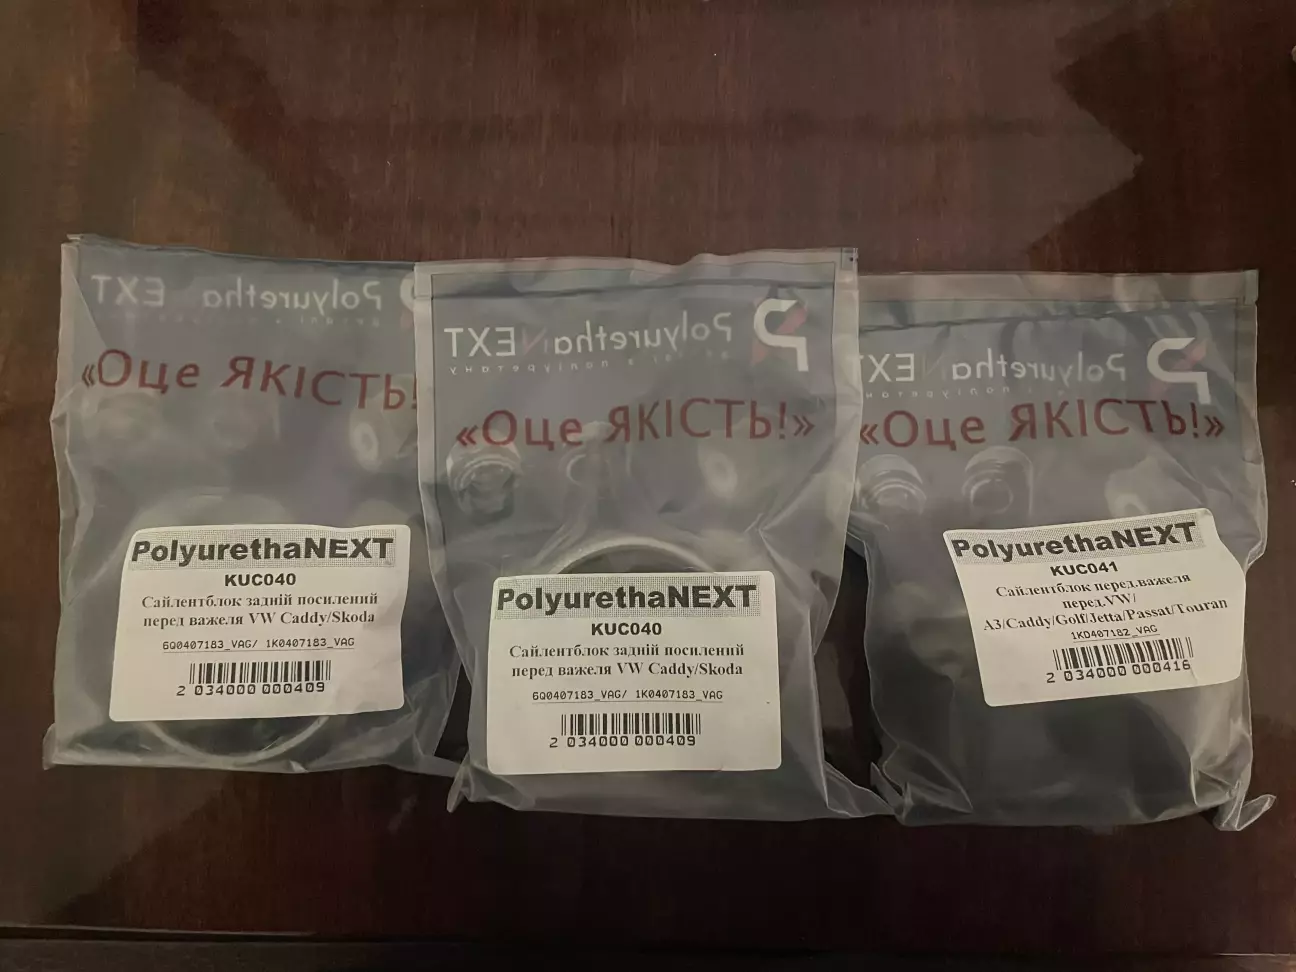 PolyurethaNEXT
«Оце ЯКІСТЬ!
PolyurethaNEXT
KUC040
Сайлентблок задній посилений
перед важеля VW Caddy/Skoda
6Q0407183_VAG/ 1K0407183_VAG
2 034000 000409
PolyurethaNEXT
деталі з поліуретану
«Оце ЯКІСТЬ!»
PolyurethaNEXT
KUC040
Сайлентблок задній посилений
перед важеля VW Caddy/Skoda
6Q0407183_VAG/ 1K0407183_VAG
2 034000 000409
PolyurethaNEXT
«Оце ЯКІСТЬ!»
PolyurethaNEXT
KUC041
Сайлентблок перед.важеля
перед.VW/
A3/Caddy/Golf/Jetta/Passat/Touran
1K0407182_VAG
2 034000 000416